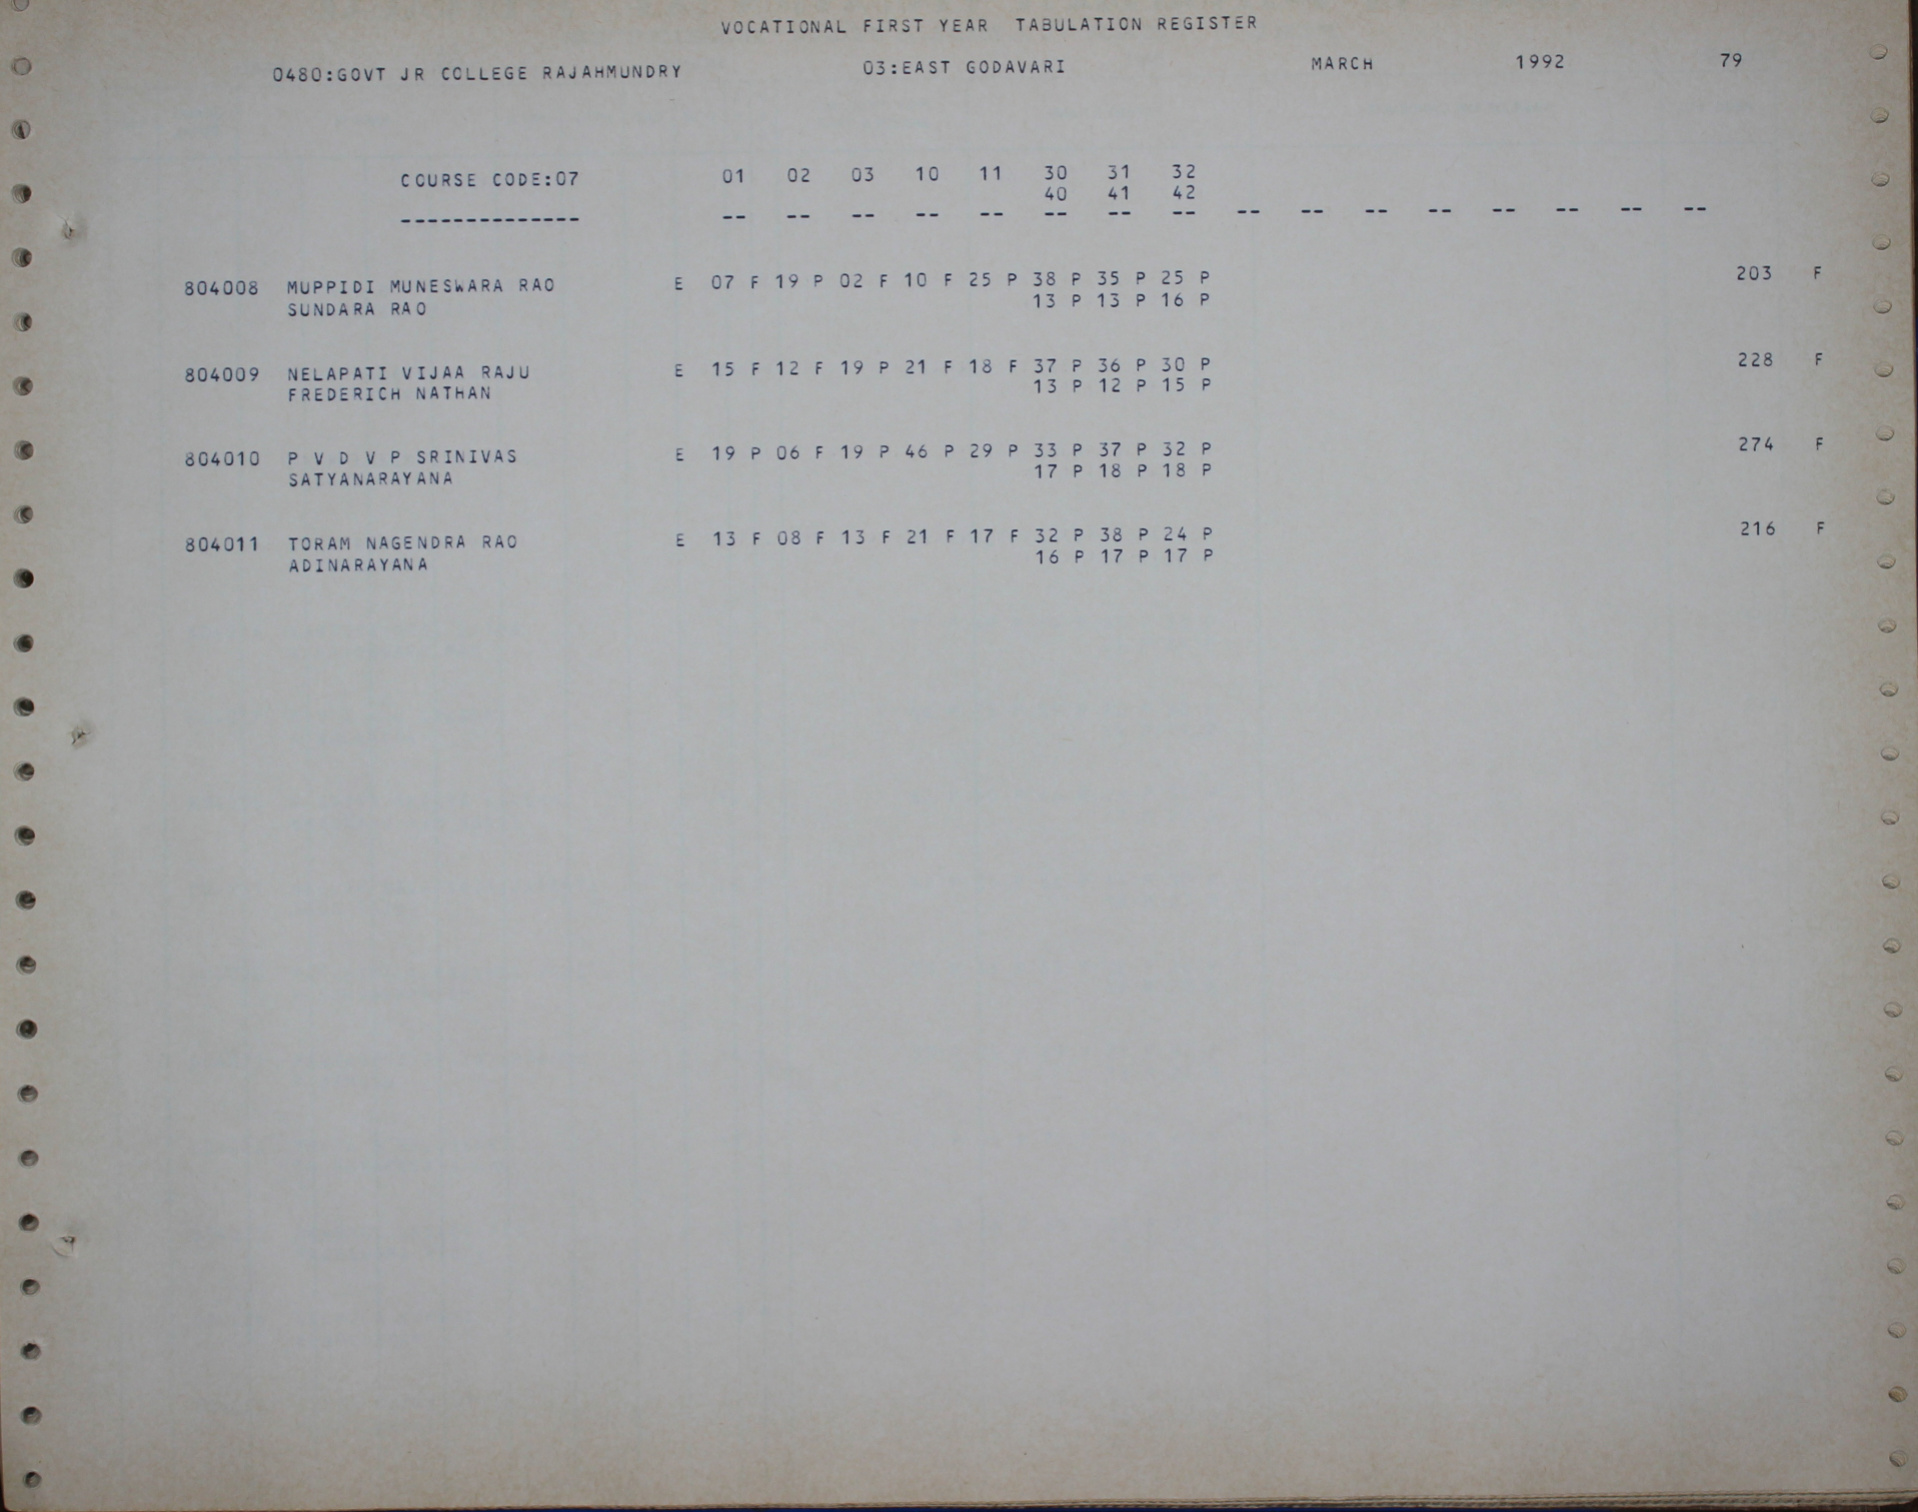 VOCATIONAL FIRST YEAR TABULATION REGISTER
0480:GOVT JR COLLEGE RAJAHMUNDRY 03:EAST GODAVARI MARCH 1992 79
COURSE CODE:07 01 02 03 10 11 30 31 32
40 41 42
-------------- -- -- -- -- -- -- -- -- -- -- -- -- -- -- -- --
804008 MUPPIDI MUNESWARA RAO E 07 F 19 P 02 F 10 F 25 P 38 P 35 P 25 P 203 F
SUNDARA RAO 13 P 13 P 16 P
804009 NELAPATI VIJAA RAJU E 15 F 12 F 19 P 21 F 18 F 37 P 36 P 30 P 228 F
FREDERICH NATHAN 13 P 12 P 15 P
804010 P V D V P SRINIVAS E 19 P 06 F 19 P 46 P 29 P 33 P 37 P 32 P 274 F
SATYANARAYANA 17 P 18 P 18 P
804011 TORAM NAGENDRA RAO E 13 F 08 F 13 F 21 F 17 F 32 P 38 P 24 P 216 F
ADINARAYANA 16 P 17 P 17 P